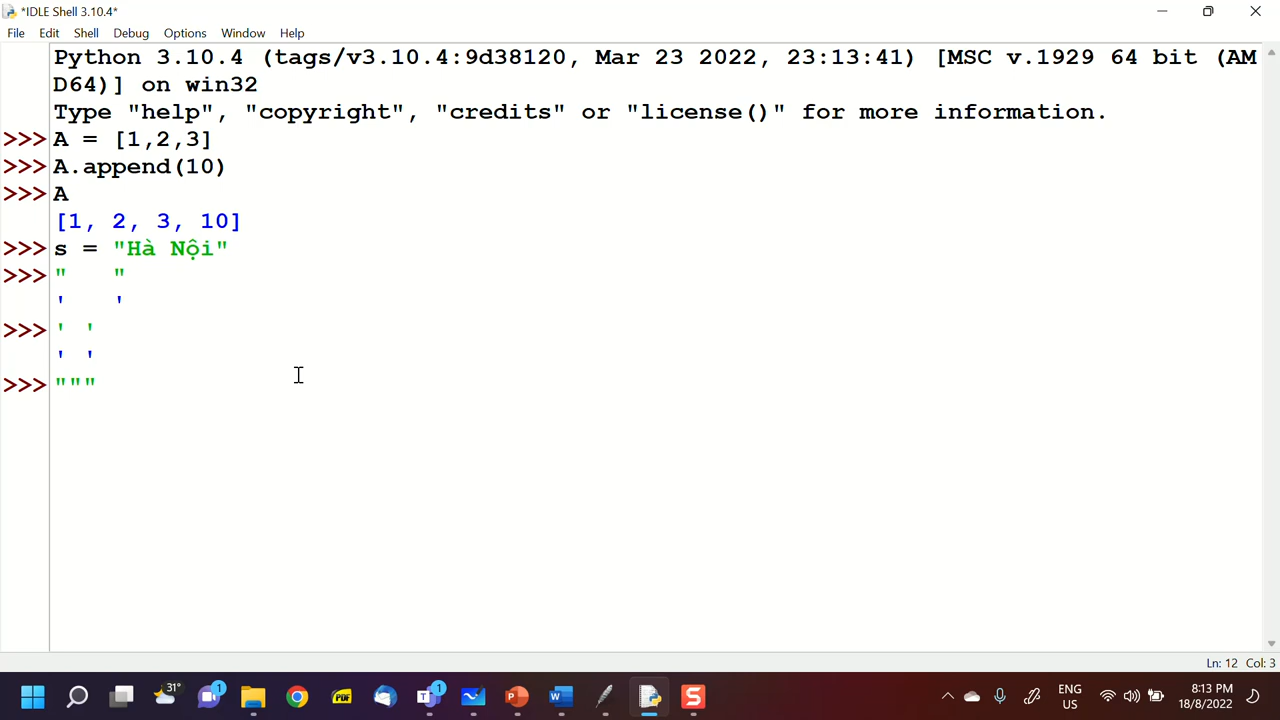 *IDLE Shell 3.10.4*
File Edit Shell Debug Options Window Help
Python 3.10.4 (tags/v3.10.4:9d38120, Mar 23 2022, 23:13:41) [MSC v.1929 64 bit (AM
D64)] on win32
Type "help", "copyright", "credits" or "license()" for more information.
>>> A = [1,2,3]
>>> A.append(10)
>>> A
[1, 2, 3, 10]
>>> s = "Hà Nội"
>>> "   "
'   '
>>> ' '
' '
>>> """
Ln: 12 Col: 3
31° 1 PDF T 1 W S ENG 8:13 PM
US 18/8/2022